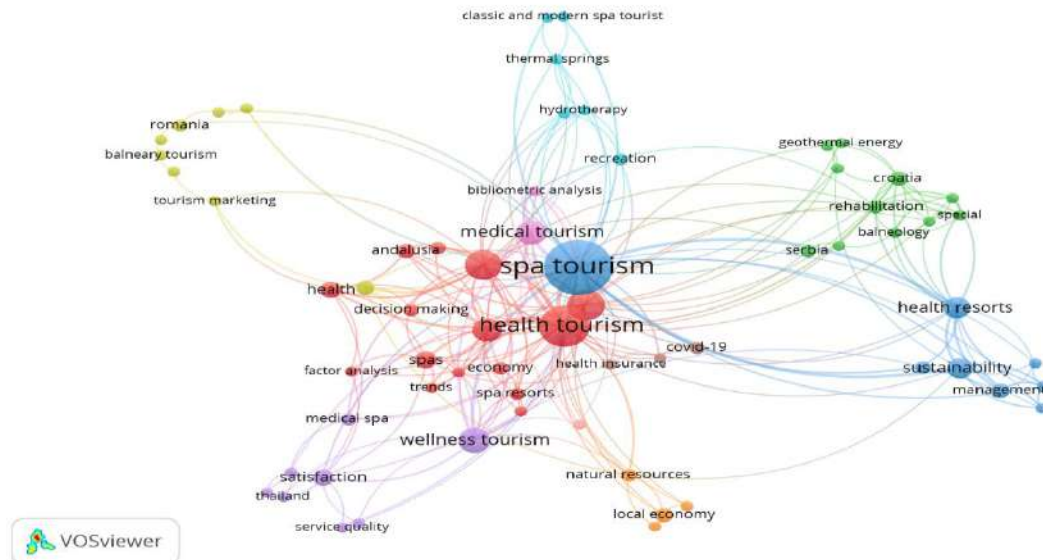 classic and modern spa tourist
thermal springs
hydrotherapy
romania
geothermal energy
balneary tourism
recreation
croatia
bibliometric analysis
rehabilitation
tourism marketing
special
medical tourism
balneology
andalusia
serbia
spa tourism
health
decision making
health resorts
health tourism
covid-19
spas
health insurance
factor analysis
economy
sustainability
trends
spa resorts
management
medical spa
wellness tourism
satisfaction
natural resources
thailand
local economy
service quality
VOSviewer